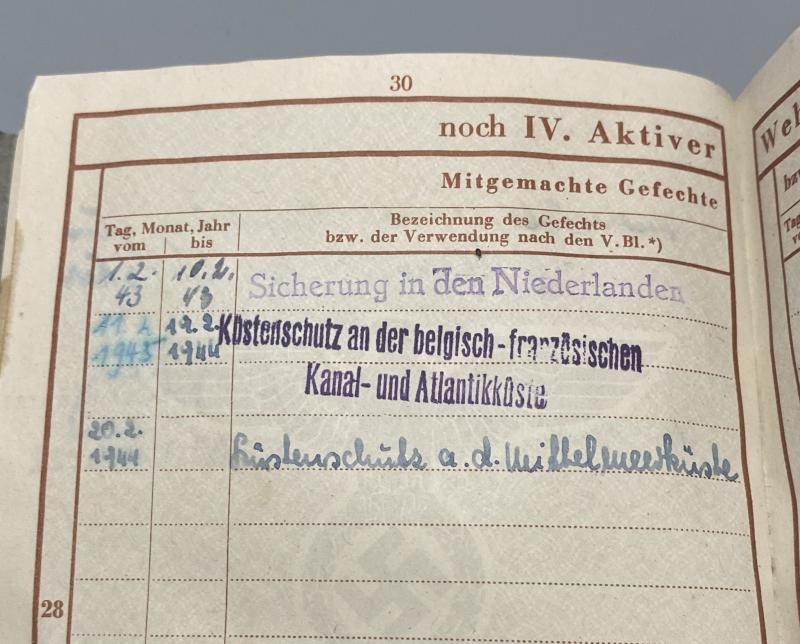 30
noch IV. Aktiver
Mitgemachte Gefechte
Tag, Monat, Jahr
vom bis
Bezeichnung des Gefechts
bzw. der Verwendung nach den V. Bl. *)
1.2. 10.2.
43 43
Sicherung in den Niederlanden
11.2. 19.2.
1943 1944
Küstenschutz an der belgisch-französischen
Kanal- und Atlantikküste
20.2.
1944
Küstenschutz a. d. Mittelmeerküste
28